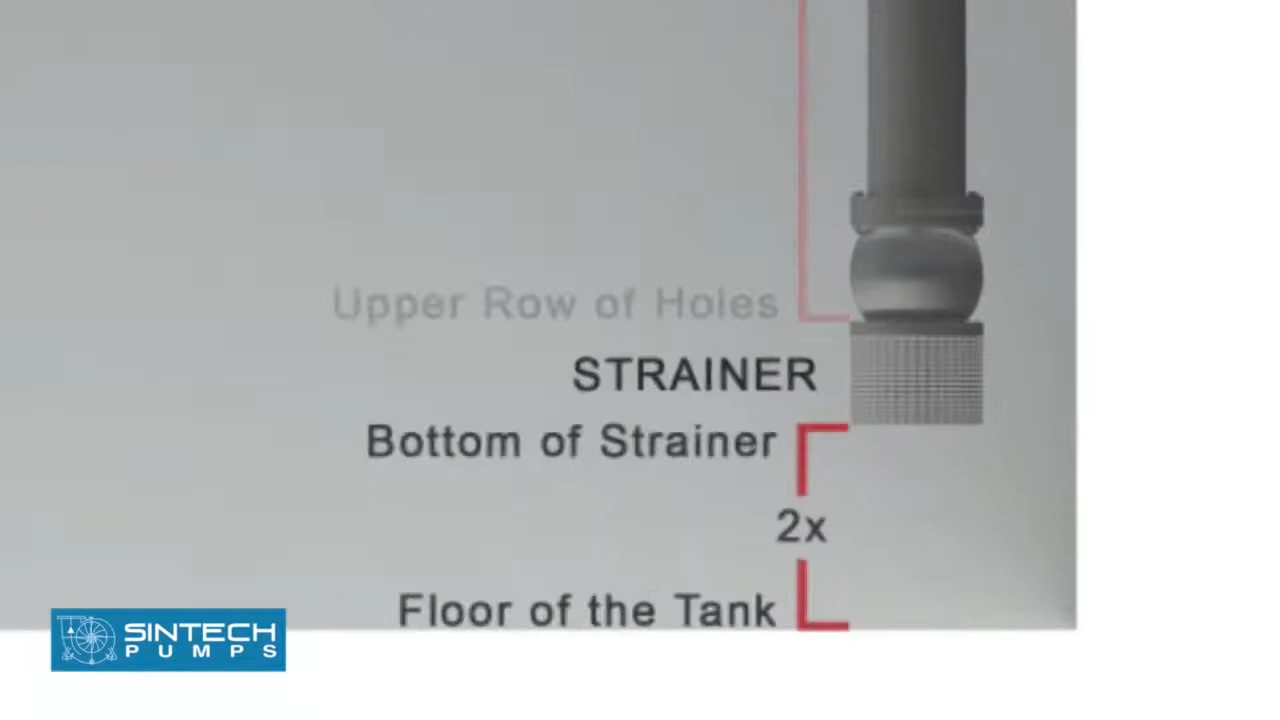 Upper Row of Holes
STRAINER
Bottom of Strainer
2x
Floor of the Tank
SINTECH
PUMPS